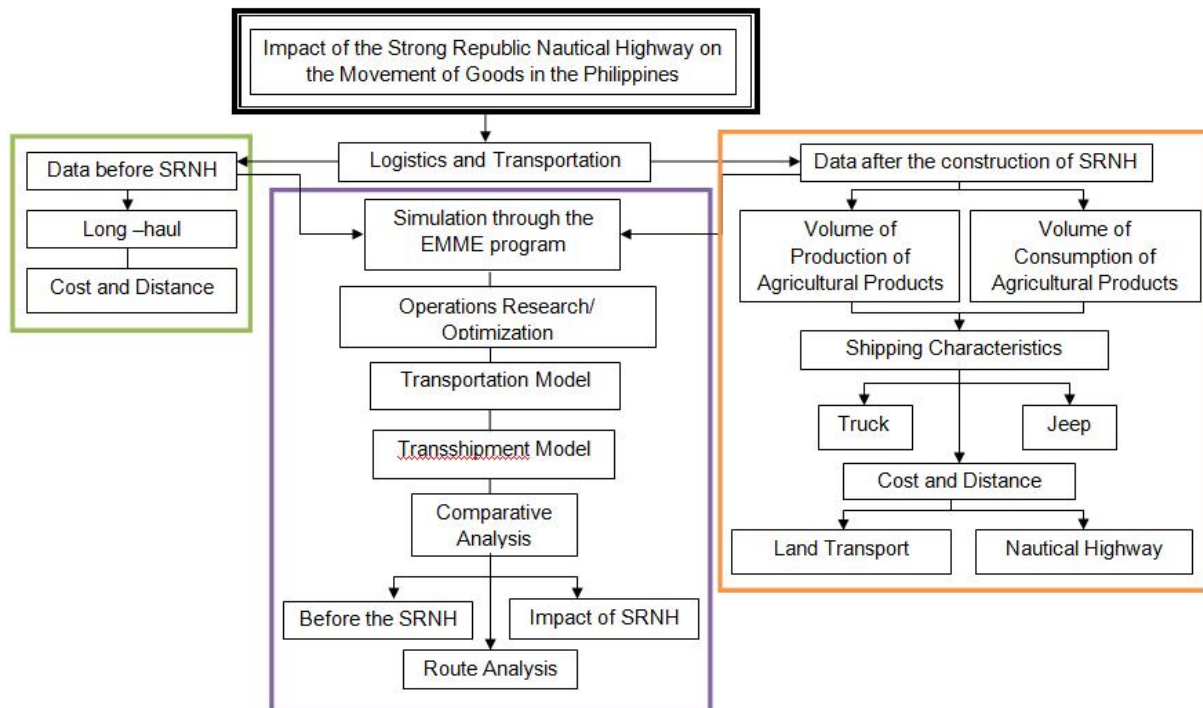 Impact of the Strong Republic Nautical Highway on
the Movement of Goods in the Philippines
Logistics and Transportation
Data before SRNH
Long –haul
Cost and Distance
Simulation through the
EMME program
Operations Research/
Optimization
Transportation Model
Transshipment Model
Comparative
Analysis
Before the SRNH
Impact of SRNH
Route Analysis
Data after the construction of SRNH
Volume of
Production of
Agricultural Products
Volume of
Consumption of
Agricultural Products
Shipping Characteristics
Truck
Jeep
Cost and Distance
Land Transport
Nautical Highway